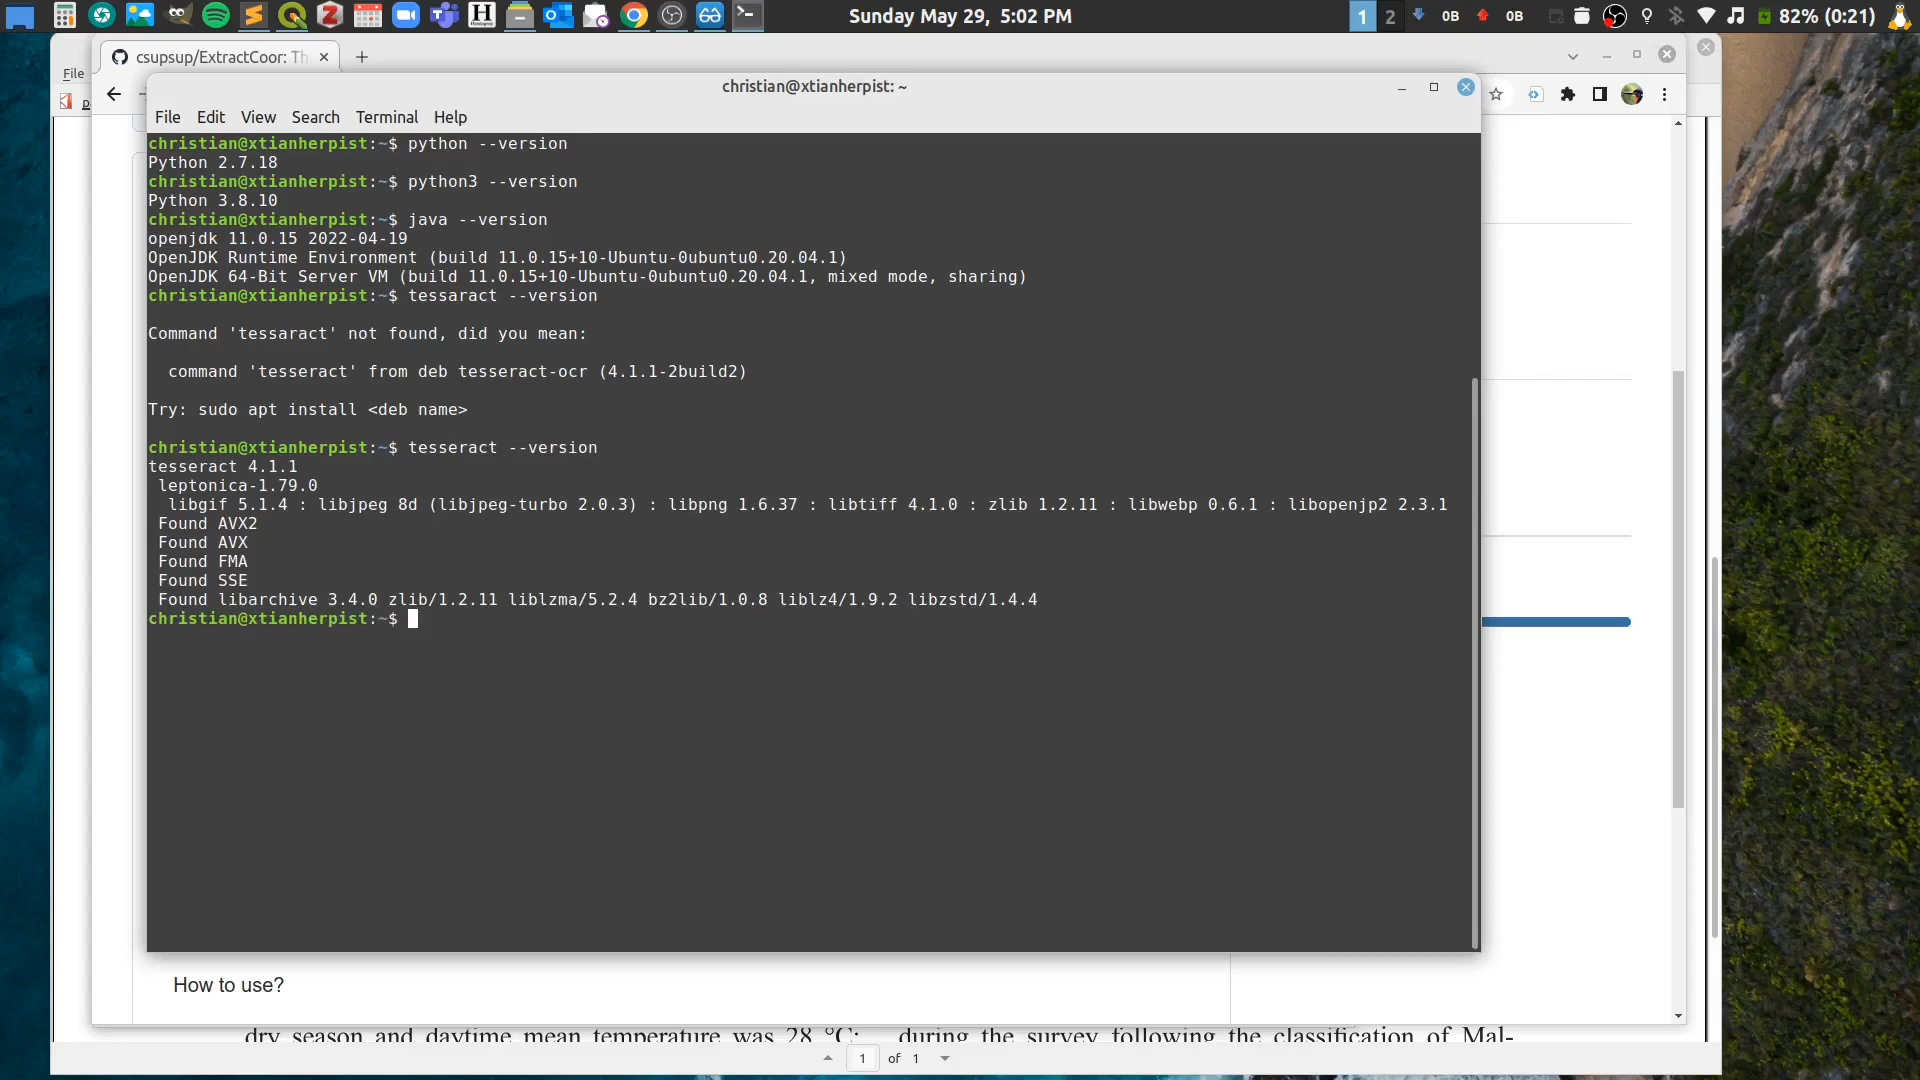 Sunday May 29, 5:02 PM
1 2 0B 0B 82% (0:21)
File
csupsup/ExtractCoor: Th
christian@xtianherpist: ~
File Edit View Search Terminal Help
christian@xtianherpist:~$ python --version
Python 2.7.18
christian@xtianherpist:~$ python3 --version
Python 3.8.10
christian@xtianherpist:~$ java --version
openjdk 11.0.15 2022-04-19
OpenJDK Runtime Environment (build 11.0.15+10-Ubuntu-0ubuntu0.20.04.1)
OpenJDK 64-Bit Server VM (build 11.0.15+10-Ubuntu-0ubuntu0.20.04.1, mixed mode, sharing)
christian@xtianherpist:~$ tessaract --version
Command 'tessaract' not found, did you mean:
command 'tesseract' from deb tesseract-ocr (4.1.1-2build2)
Try: sudo apt install <deb name>
christian@xtianherpist:~$ tesseract --version
tesseract 4.1.1
leptonica-1.79.0
libgif 5.1.4 : libjpeg 8d (libjpeg-turbo 2.0.3) : libpng 1.6.37 : libtiff 4.1.0 : zlib 1.2.11 : libwebp 0.6.1 : libopenjp2 2.3.1
Found AVX2
Found AVX
Found FMA
Found SSE
Found libarchive 3.4.0 zlib/1.2.11 liblzma/5.2.4 bz2lib/1.0.8 liblz4/1.9.2 libzstd/1.4.4
christian@xtianherpist:~$
How to use?
dry season and daytime mean temperature was 28 °C; during the survey following the classification of Mal-
1 of 1